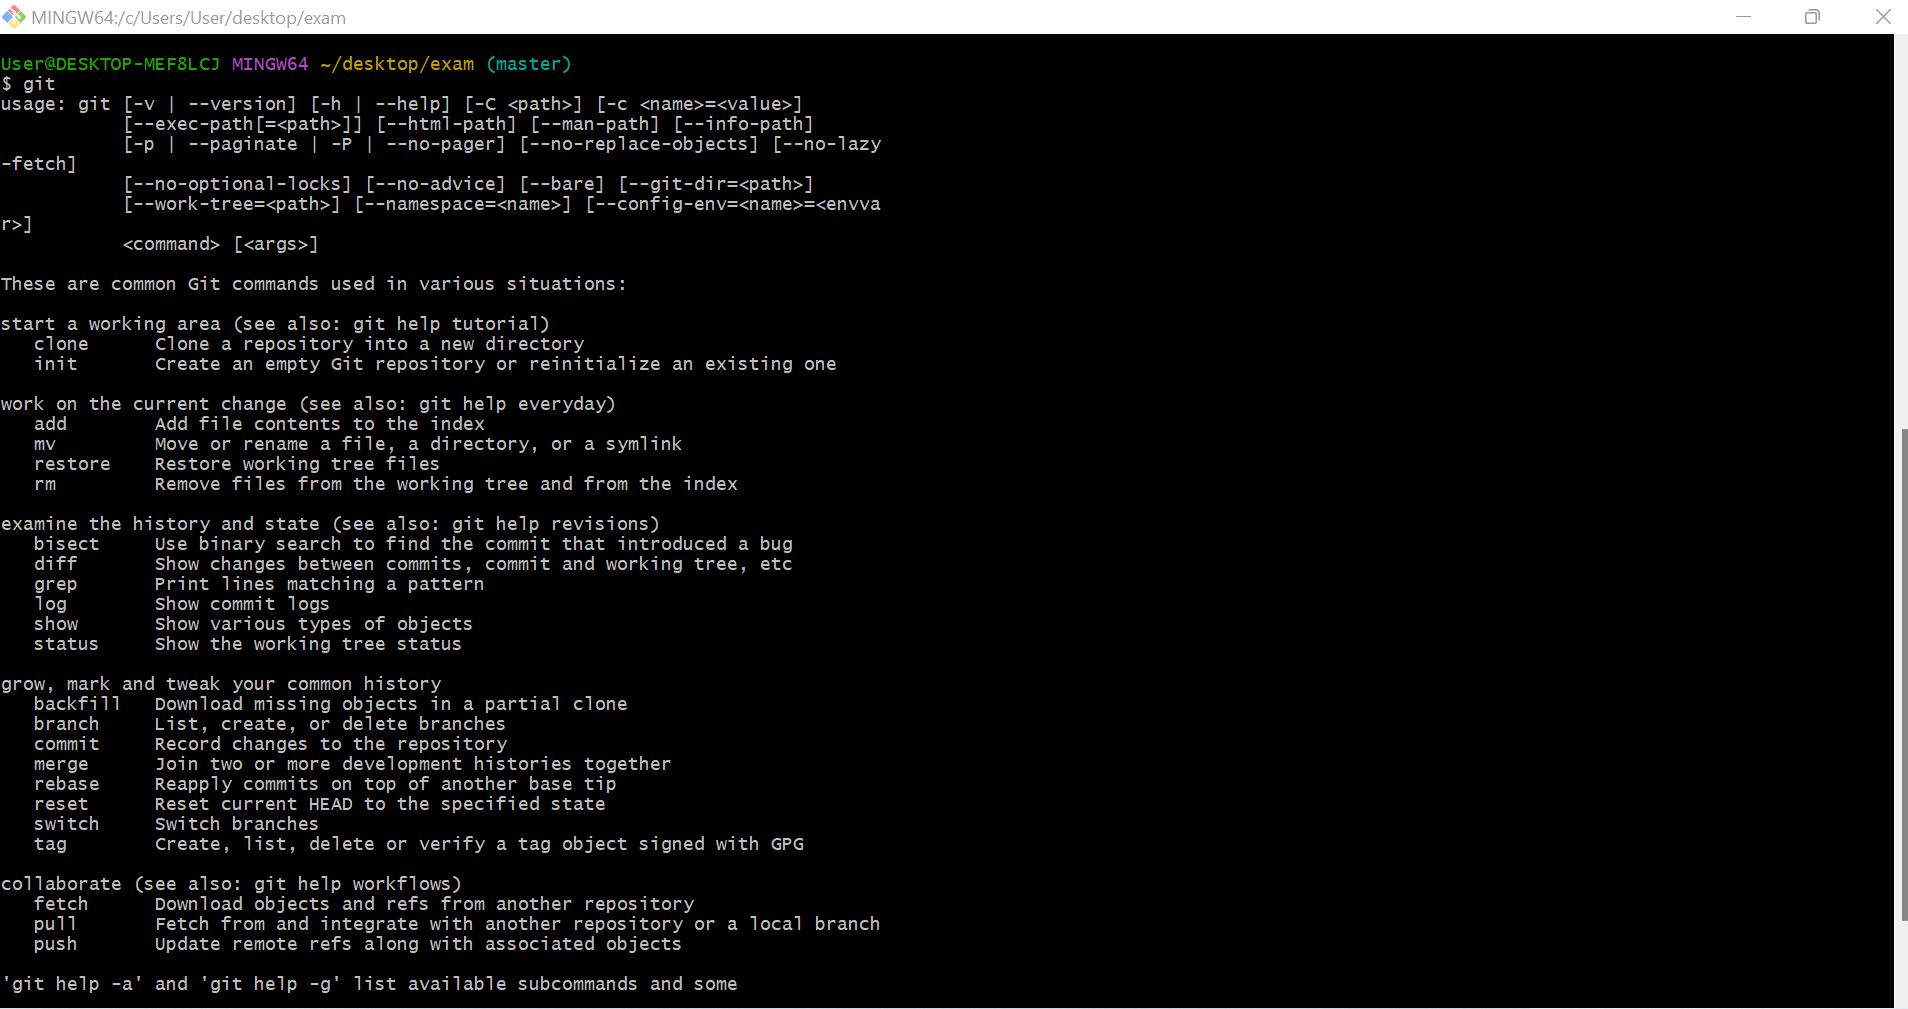 MINGW64:/c/Users/User/desktop/exam
User@DESKTOP-MEF8LCJ MINGW64 ~/desktop/exam (master)
$ git
usage: git [-v | --version] [-h | --help] [-C <path>] [-c <name>=<value>]
           [--exec-path[=<path>]] [--html-path] [--man-path] [--info-path]
           [-p | --paginate | -P | --no-pager] [--no-replace-objects] [--no-lazy
-fetch]
           [--no-optional-locks] [--no-advice] [--bare] [--git-dir=<path>]
           [--work-tree=<path>] [--namespace=<name>] [--config-env=<name>=<envva
r>]
           <command> [<args>]
These are common Git commands used in various situations:
start a working area (see also: git help tutorial)
   clone      Clone a repository into a new directory
   init       Create an empty Git repository or reinitialize an existing one
work on the current change (see also: git help everyday)
   add        Add file contents to the index
   mv         Move or rename a file, a directory, or a symlink
   restore    Restore working tree files
   rm         Remove files from the working tree and from the index
examine the history and state (see also: git help revisions)
   bisect     Use binary search to find the commit that introduced a bug
   diff       Show changes between commits, commit and working tree, etc
   grep       Print lines matching a pattern
   log        Show commit logs
   show       Show various types of objects
   status     Show the working tree status
grow, mark and tweak your common history
   backfill   Download missing objects in a partial clone
   branch     List, create, or delete branches
   commit     Record changes to the repository
   merge      Join two or more development histories together
   rebase     Reapply commits on top of another base tip
   reset      Reset current HEAD to the specified state
   switch     Switch branches
   tag        Create, list, delete or verify a tag object signed with GPG
collaborate (see also: git help workflows)
   fetch      Download objects and refs from another repository
   pull       Fetch from and integrate with another repository or a local branch
   push       Update remote refs along with associated objects
'git help -a' and 'git help -g' list available subcommands and some